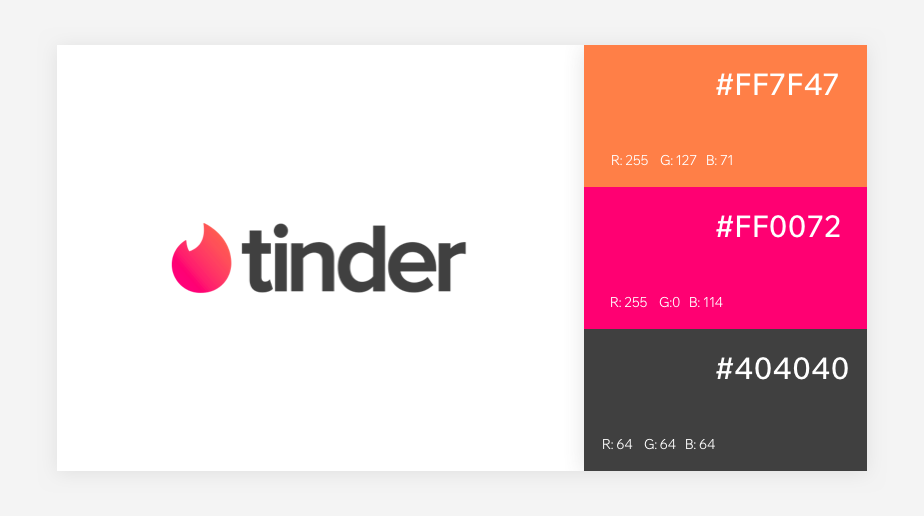 tinder
#FF7F47
R: 255 G: 127 B: 71
#FF0072
R: 255 G:0 B: 114
#404040
R: 64 G: 64 B: 64